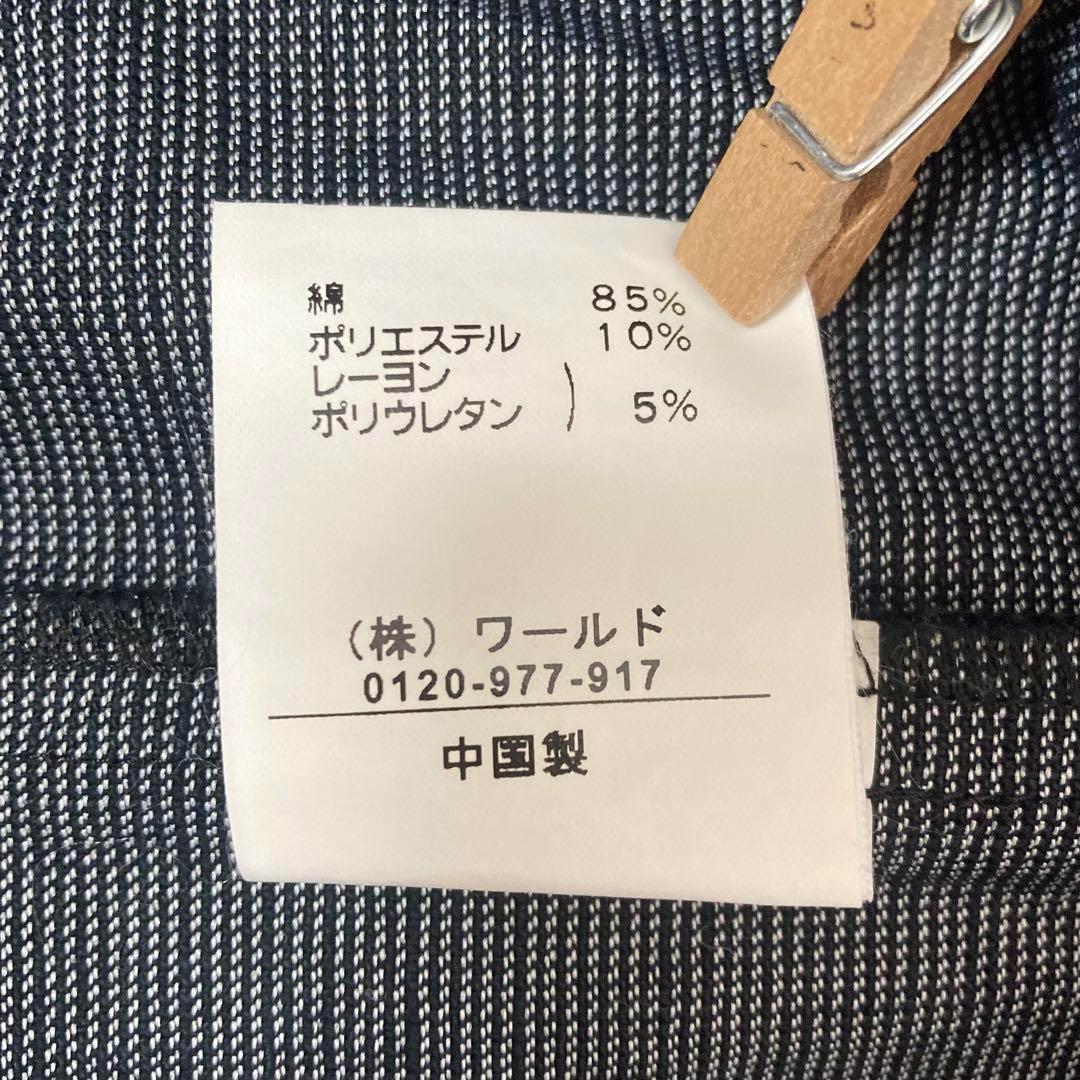 綿 85%
ポリエステル 10%
レーヨン
ポリウレタン ) 5%
(株) ワールド
0120-977-917
中国製